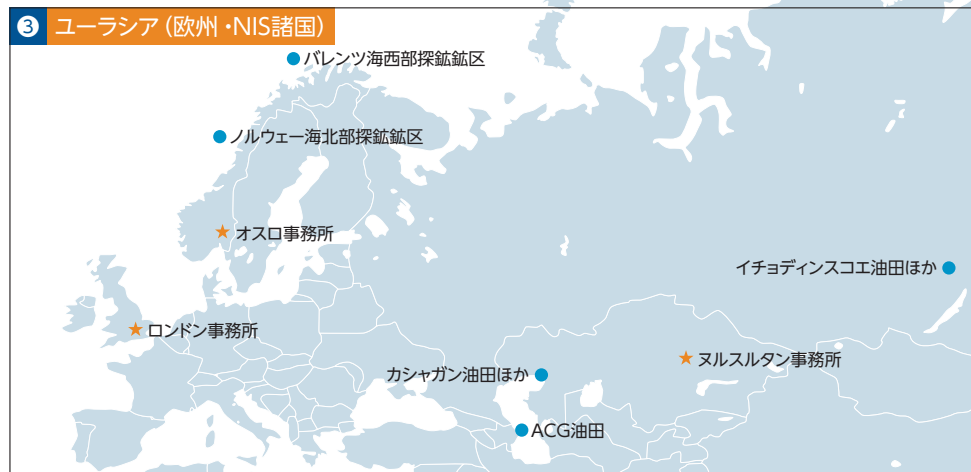 3 ユーラシア（欧州・NIS諸国）
バレンツ海西部探鉱鉱区
ノルウェー海北部探鉱鉱区
オスロ事務所
イチョディンスコエ油田ほか
ロンドン事務所
ヌルスルタン事務所
カシャガン油田ほか
ACG油田